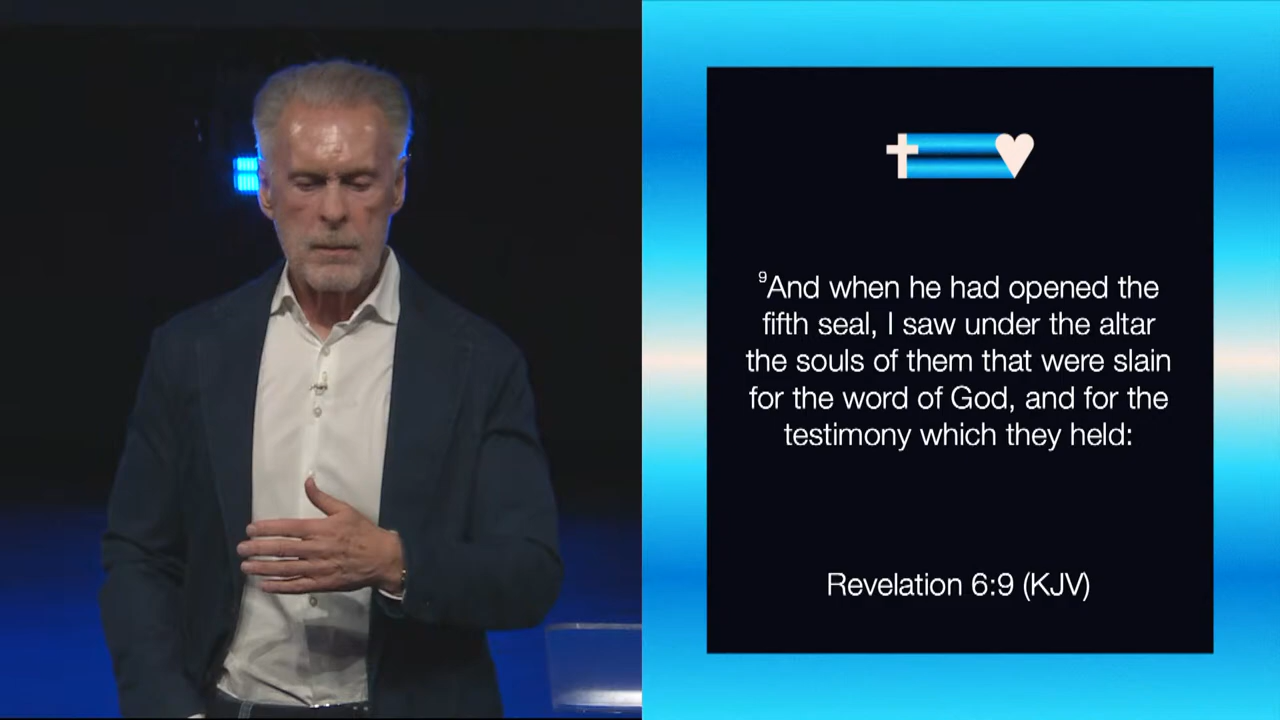 ⁹And when he had opened the
fifth seal, I saw under the altar
the souls of them that were slain
for the word of God, and for the
testimony which they held:
Revelation 6:9 (KJV)